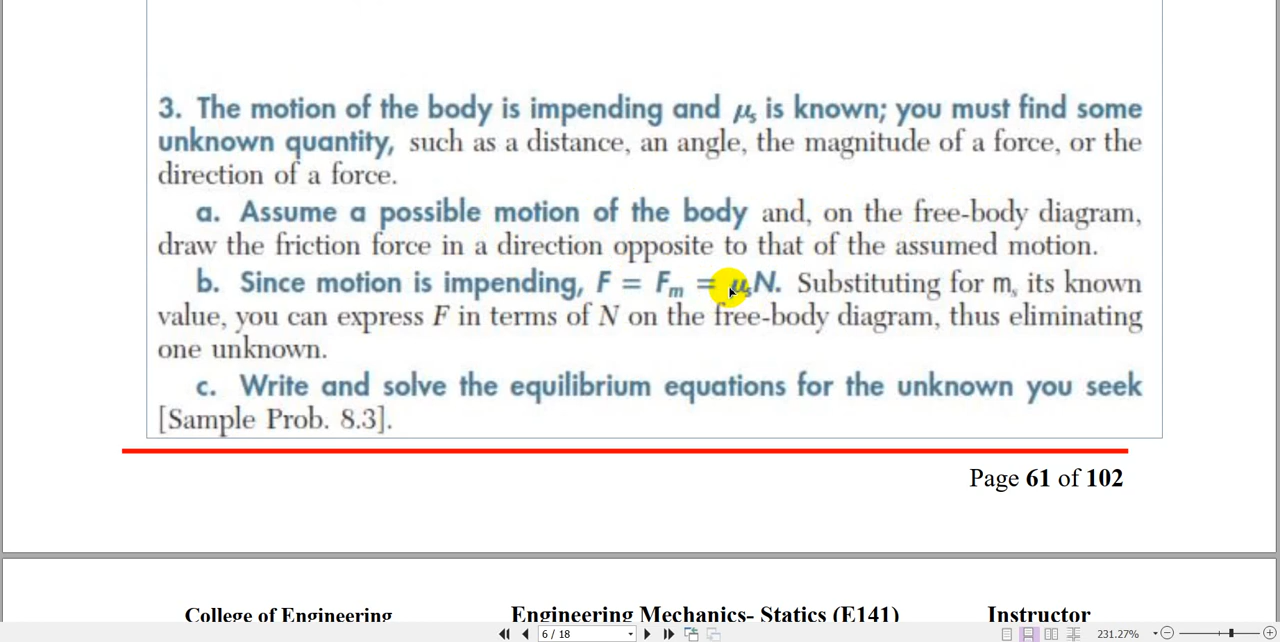 3. The motion of the body is impending and μs is known; you must find some
unknown quantity, such as a distance, an angle, the magnitude of a force, or the
direction of a force.
a. Assume a possible motion of the body and, on the free-body diagram,
draw the friction force in a direction opposite to that of the assumed motion.
b. Since motion is impending, F = Fm = μsN. Substituting for ms its known
value, you can express F in terms of N on the free-body diagram, thus eliminating
one unknown.
c. Write and solve the equilibrium equations for the unknown you seek
[Sample Prob. 8.3].
Page 61 of 102
College of Engineering Engineering Mechanics- Statics (E141) Instructor
6 / 18 231.27%